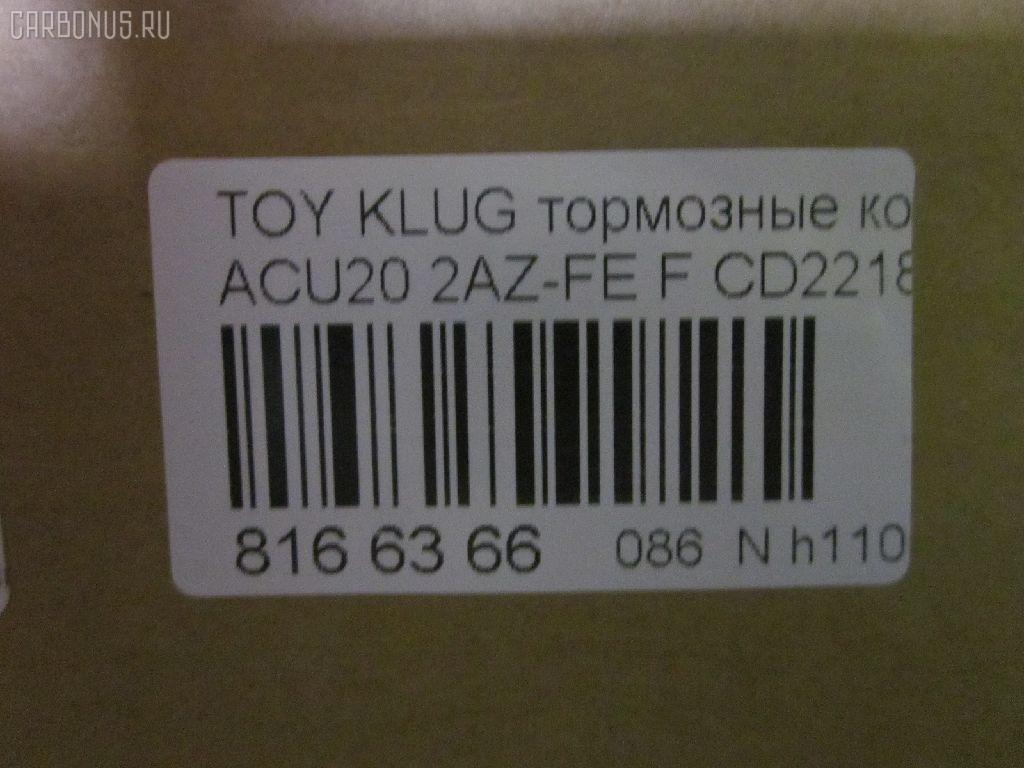 CARBONUS.RU
TOY KLUG тормозные ко
ACU20 2AZ-FE F CD2218
816 63 66 086 N h110